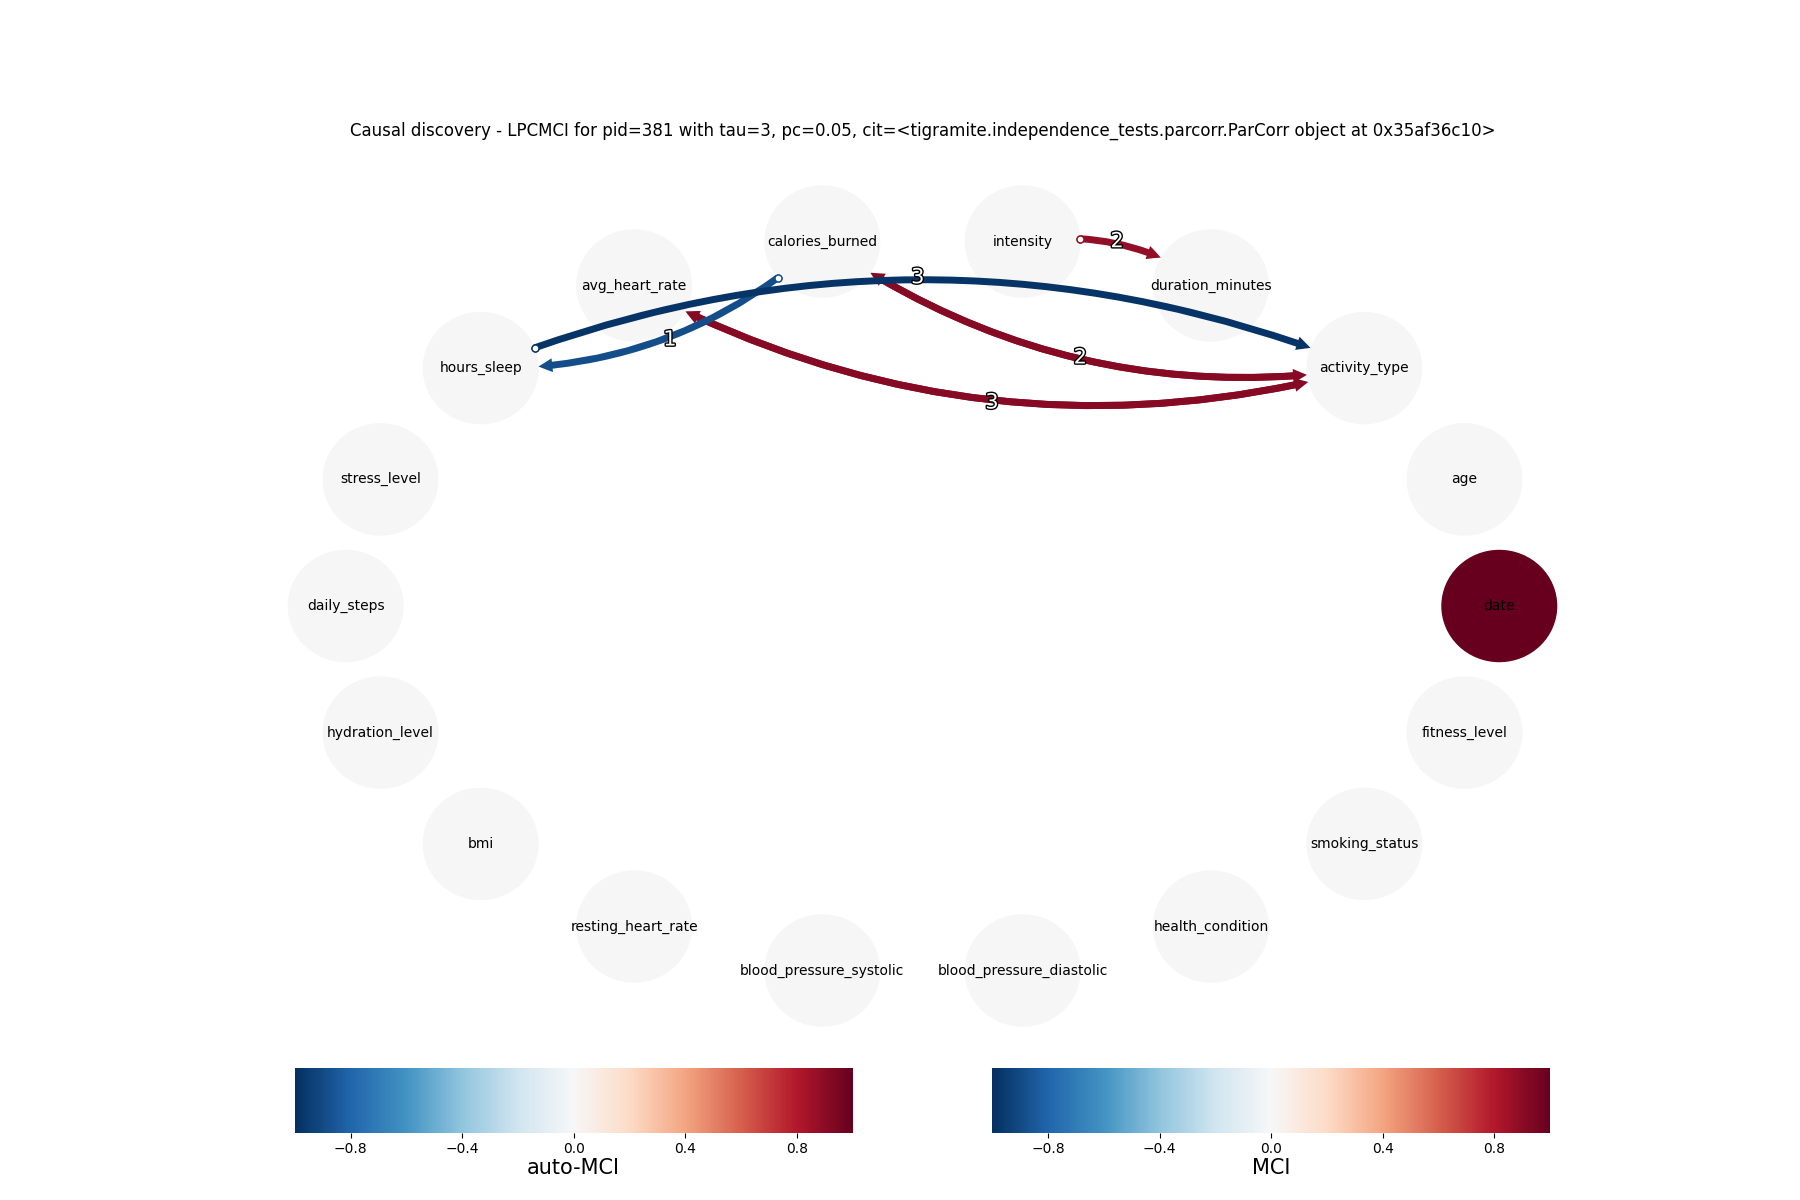 Causal discovery - LPCMCI for pid=381 with tau=3, pc=0.05, cit=<tigramite.independence_tests.parcorr.ParCorr object at 0x35af36c10>
calories_burned
intensity
2
avg_heart_rate
3
duration_minutes
1
2
hours_sleep
activity_type
3
stress_level
age
daily_steps
date
hydration_level
fitness_level
bmi
smoking_status
resting_heart_rate
health_condition
blood_pressure_systolic
blood_pressure_diastolic
−0.8 −0.4 0.0 0.4 0.8
auto-MCI
−0.8 −0.4 0.0 0.4 0.8
MCI